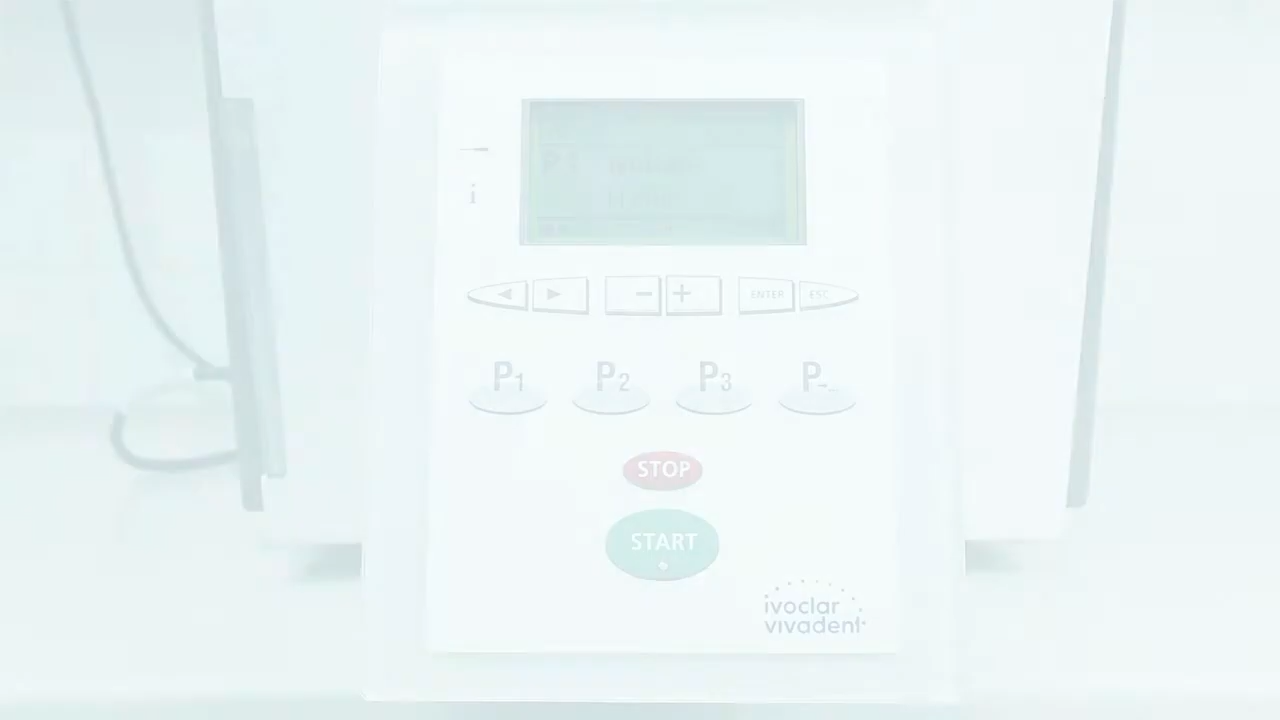 i
ENTER ESC
P1 P2 P3 P
STOP
START
ivoclar
vivadent